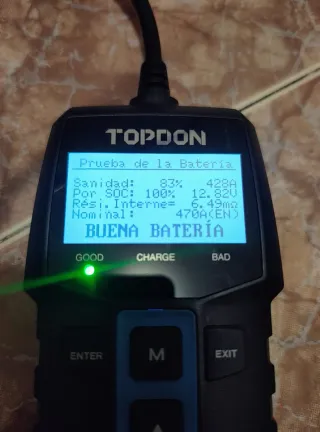 TOPDON
Prueba de la Batería
Sanidad: 83% 428A
Por SOC: 100% 12.82V
Rési.Interne= 6.49mΩ
Nominal: 470A(EN)
BUENA BATERÍA
GOOD CHARGE BAD
ENTER M EXIT